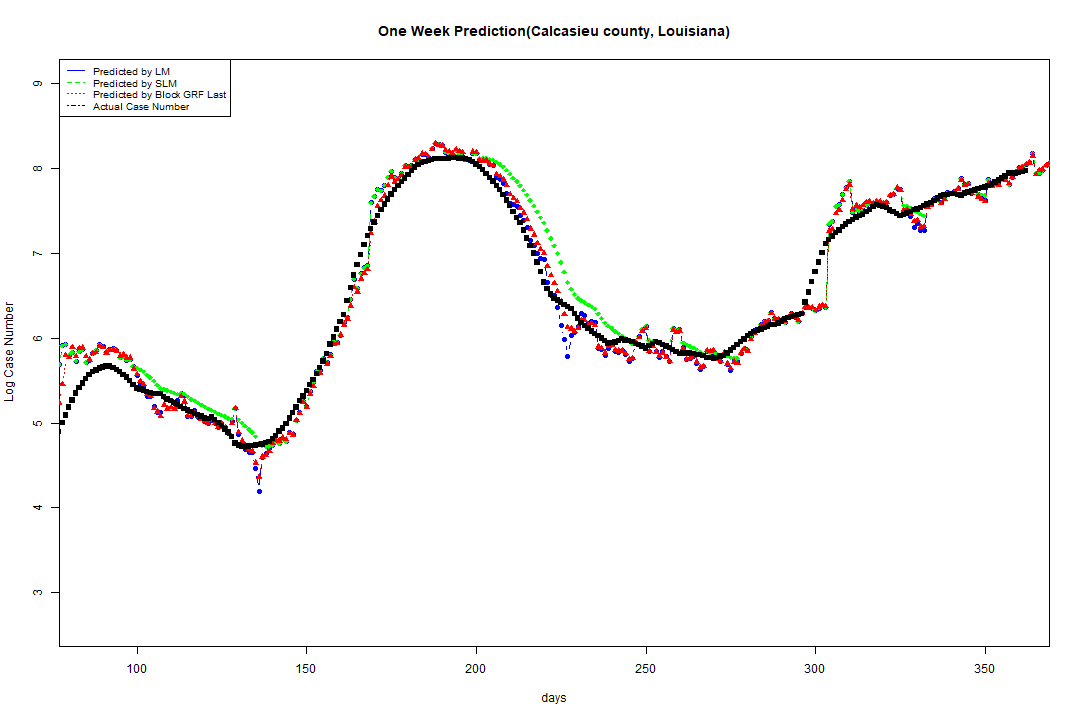 One Week Prediction(Calcasieu county, Louisiana)
Predicted by LM
Predicted by SLM
Predicted by Block GRF Last
Actual Case Number
9
8
7
6
5
4
3
Log Case Number
100 150 200 250 300 350
days